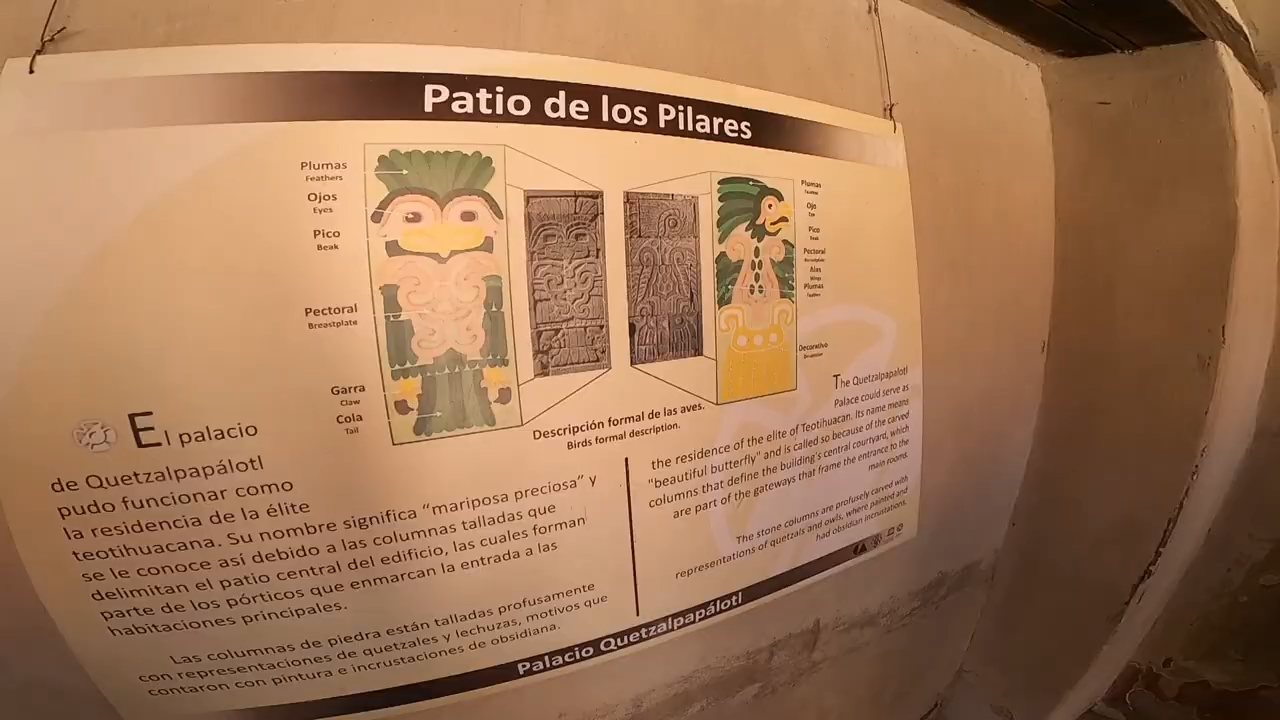 Patio de los Pilares
Plumas
Feathers
Ojos
Eyes
Pico
Beak
Pectoral
Breastplate
Garra
Claw
Cola
Tail
Plumas
Feather
Ojo
Eye
Pico
Beak
Pectoral
Breastplate
Alas
Wings
Plumas
Feather
Decorativo
Descripción formal de las aves.
Birds formal description.
El palacio
de Quetzalpapálotl
pudo funcionar como
la residencia de la élite
teotihuacana. Su nombre significa “mariposa preciosa” y
se le conoce así debido a las columnas talladas que
delimitan el patio central del edificio, las cuales forman
parte de los pórticos que enmarcan la entrada a las
habitaciones principales.
Las columnas de piedra están talladas profusamente
con representaciones de quetzales y lechuzas, motivos que
contaron con pintura e incrustaciones de obsidiana.
The Quetzalpapálotl
Palace could serve as
the residence of the elite of Teotihuacan. Its name means
"beautiful butterfly" and is called so because of the carved
columns that define the building's central courtyard, which
are part of the gateways that frame the entrance to the
main rooms.
The stone columns are profusely carved with
representations of quetzals and owls, where painted and
had obsidian incrustations.
Palacio Quetzalpapálotl